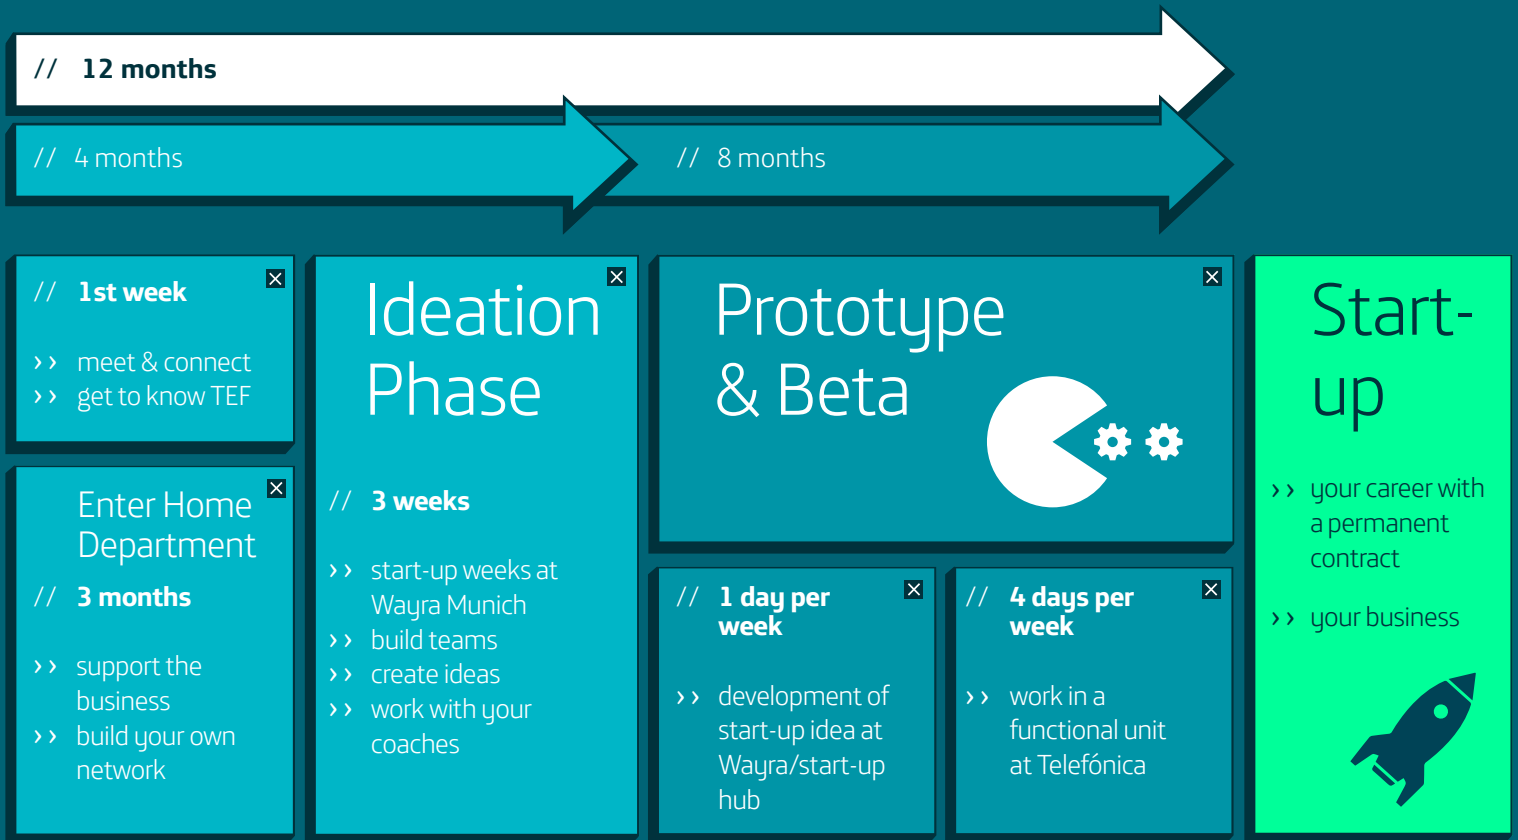 // 12 months
// 4 months
// 8 months
// 1st week
›› meet & connect
›› get to know TEF
Enter Home
Department
// 3 months
›› support the
business
›› build your own
network
Ideation
Phase
// 3 weeks
›› start-up weeks at
Wayra Munich
›› build teams
›› create ideas
›› work with your
coaches
Prototype
& Beta
// 1 day per
week
›› development of
start-up idea at
Wayra/start-up
hub
// 4 days per
week
›› work in a
functional unit
at Telefónica
Start-
up
›› your career with
a permanent
contract
›› your business